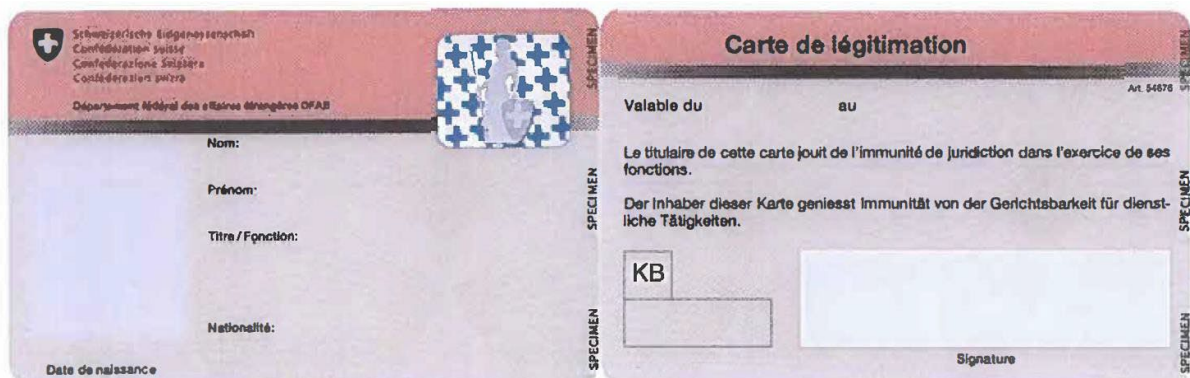 Schweizerische Eidgenossenschaft
Confédération suisse
Confederazione Svizzera
Confederaziun svizra
Département fédéral des affaires étrangères DFAE
Nom:
Prénom:
Titre/Fonction:
Nationalité:
Date de naissance
SPECIMEN
SPECIMEN
SPECIMEN
Carte de légitimation
Art. 54676
Valable du au
Le titulaire de cette carte jouit de l'immunité de juridiction dans l'exercice de ses
fonctions.
Der Inhaber dieser Karte geniesst Immunität von der Gerichtsbarkeit für dienst-
liche Tätigkeiten.
KB
Signature
SPECIMEN
SPECIMEN
SPECIMEN